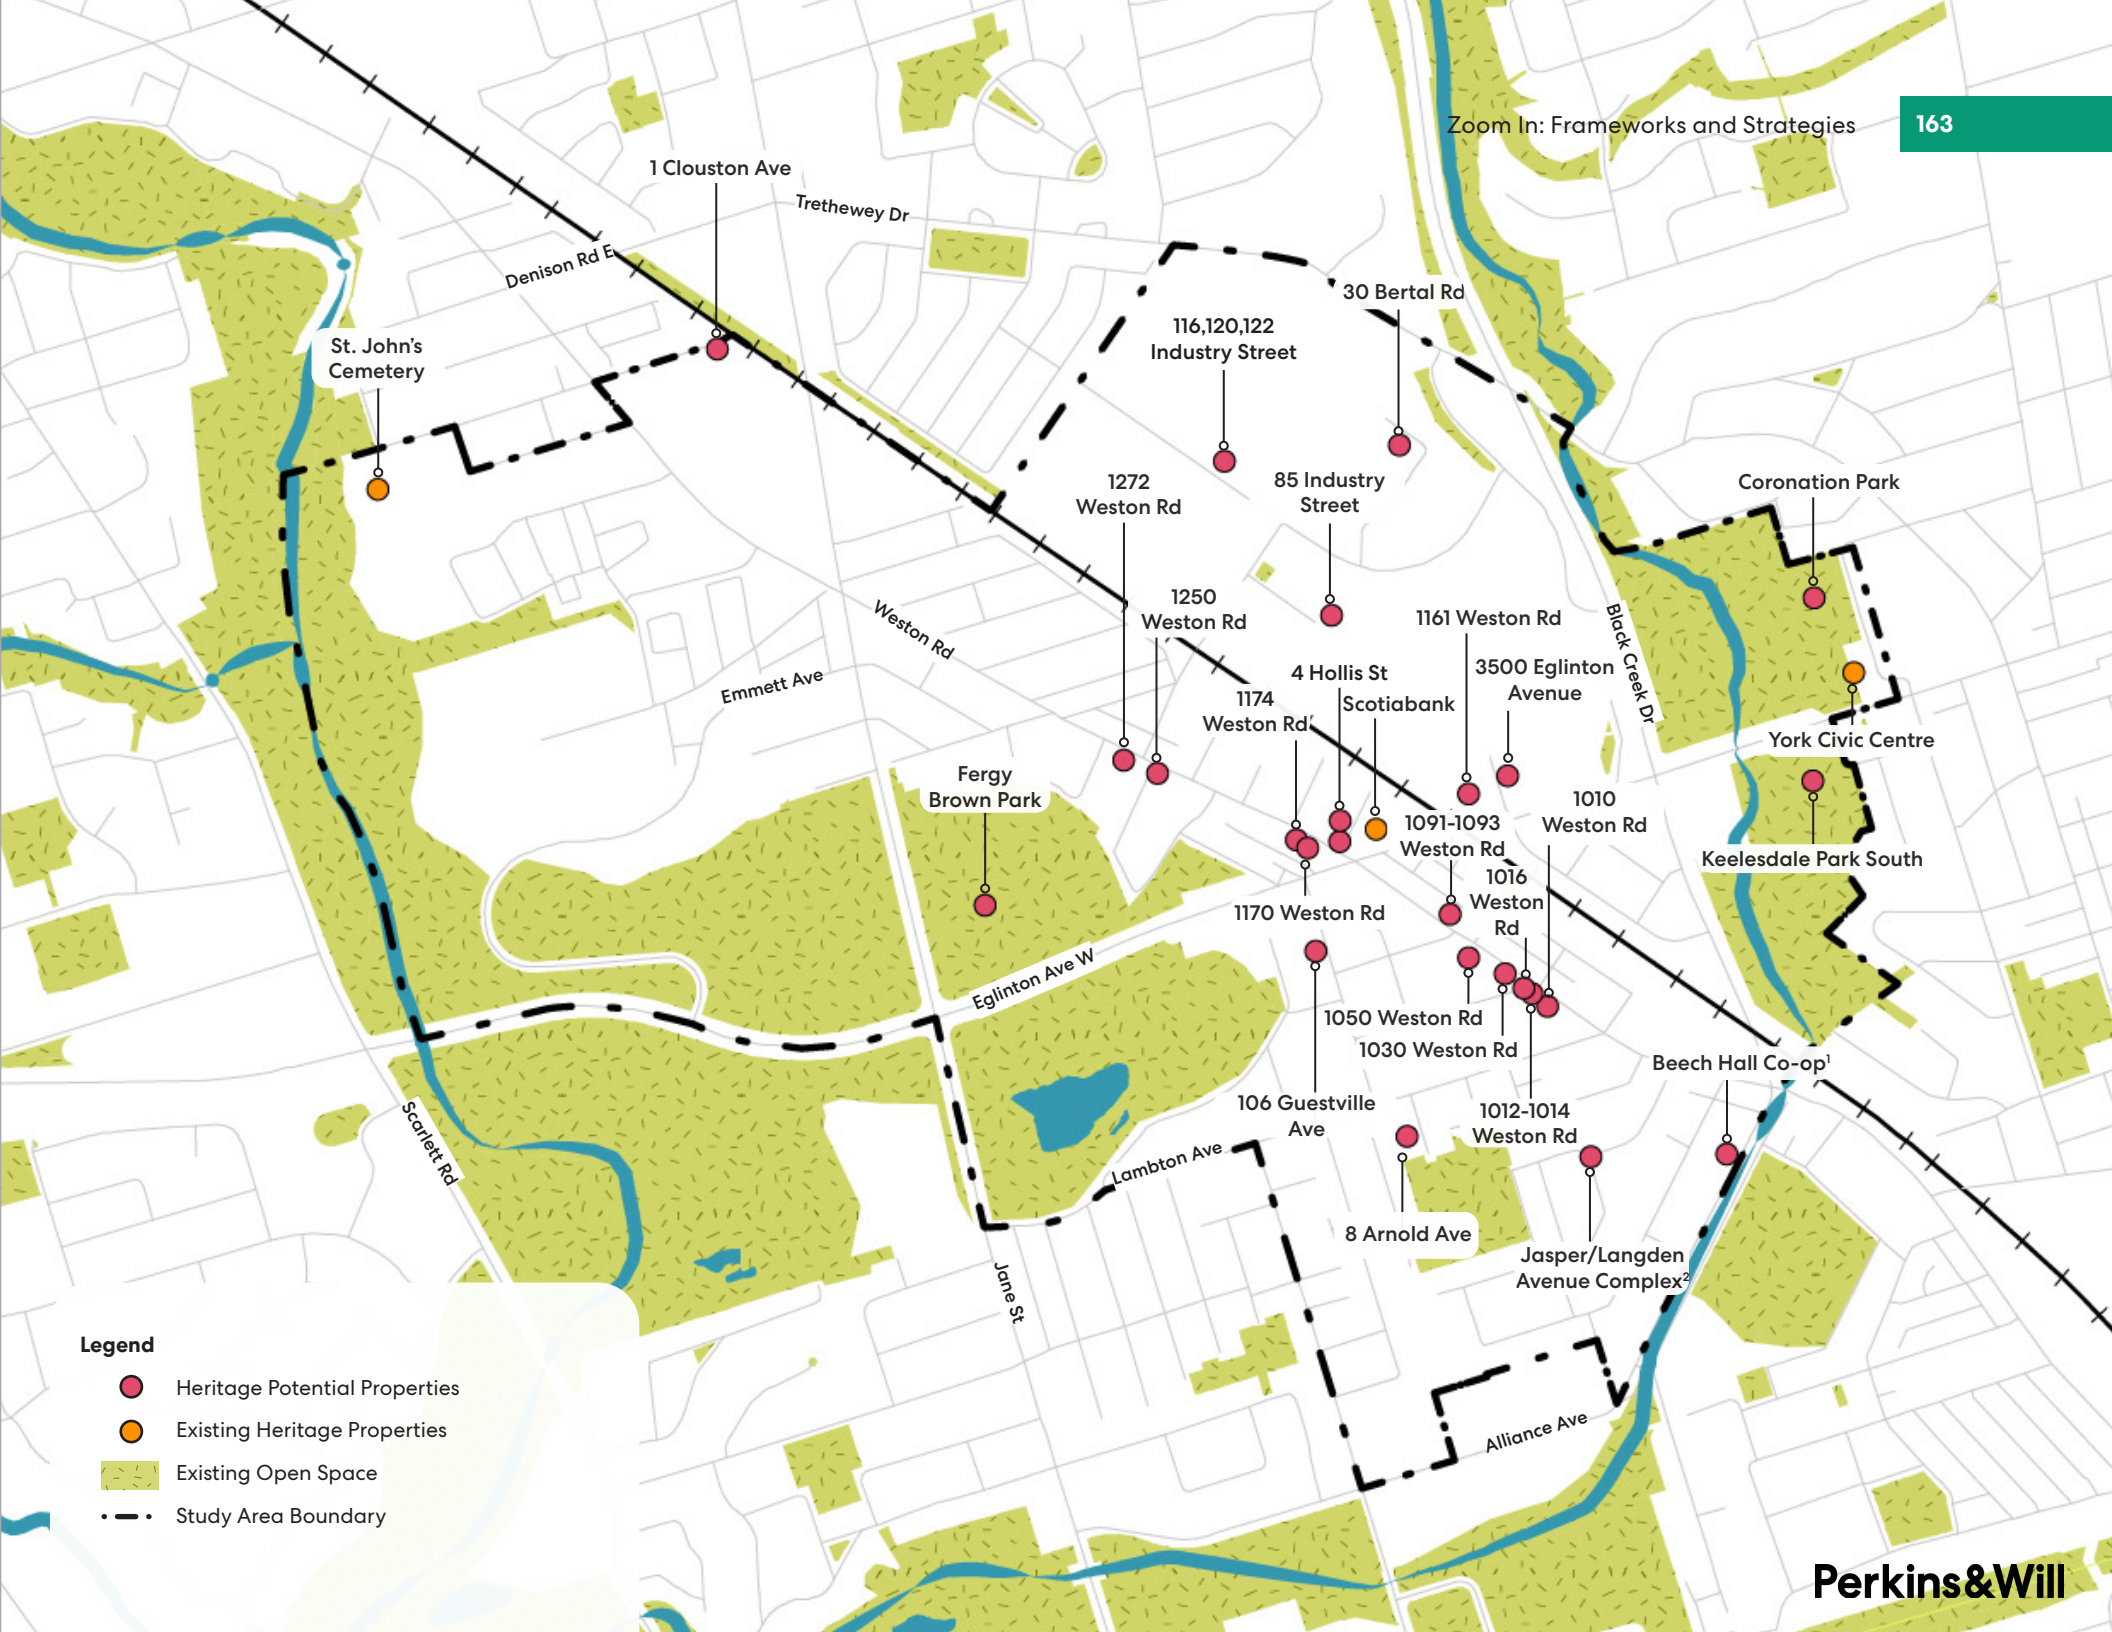 Zoom In: Frameworks and Strategies
163
1 Clouston Ave
Trethewey Dr
Denison Rd E
30 Bertal Rd
116,120,122
Industry Street
St. John's
Cemetery
1272
Weston Rd
85 Industry
Street
Coronation Park
1250
Weston Rd
Weston Rd
1161 Weston Rd
Black Creek Dr
4 Hollis St
3500 Eglinton
Avenue
Emmett Ave
1174
Weston Rd
Scotiabank
York Civic Centre
Fergy
Brown Park
1010
Weston Rd
1091-1093
Weston Rd
Keelesdale Park South
1016
Weston
Rd
1170 Weston Rd
Eglinton Ave W
1050 Weston Rd
1030 Weston Rd
Beech Hall Co-op¹
106 Guestville
Ave
1012-1014
Weston Rd
Scarlett Rd
Lambton Ave
8 Arnold Ave
Jasper/Langden
Avenue Complex²
Jane St
Alliance Ave
Legend
Heritage Potential Properties
Existing Heritage Properties
Existing Open Space
Study Area Boundary
Perkins&Will